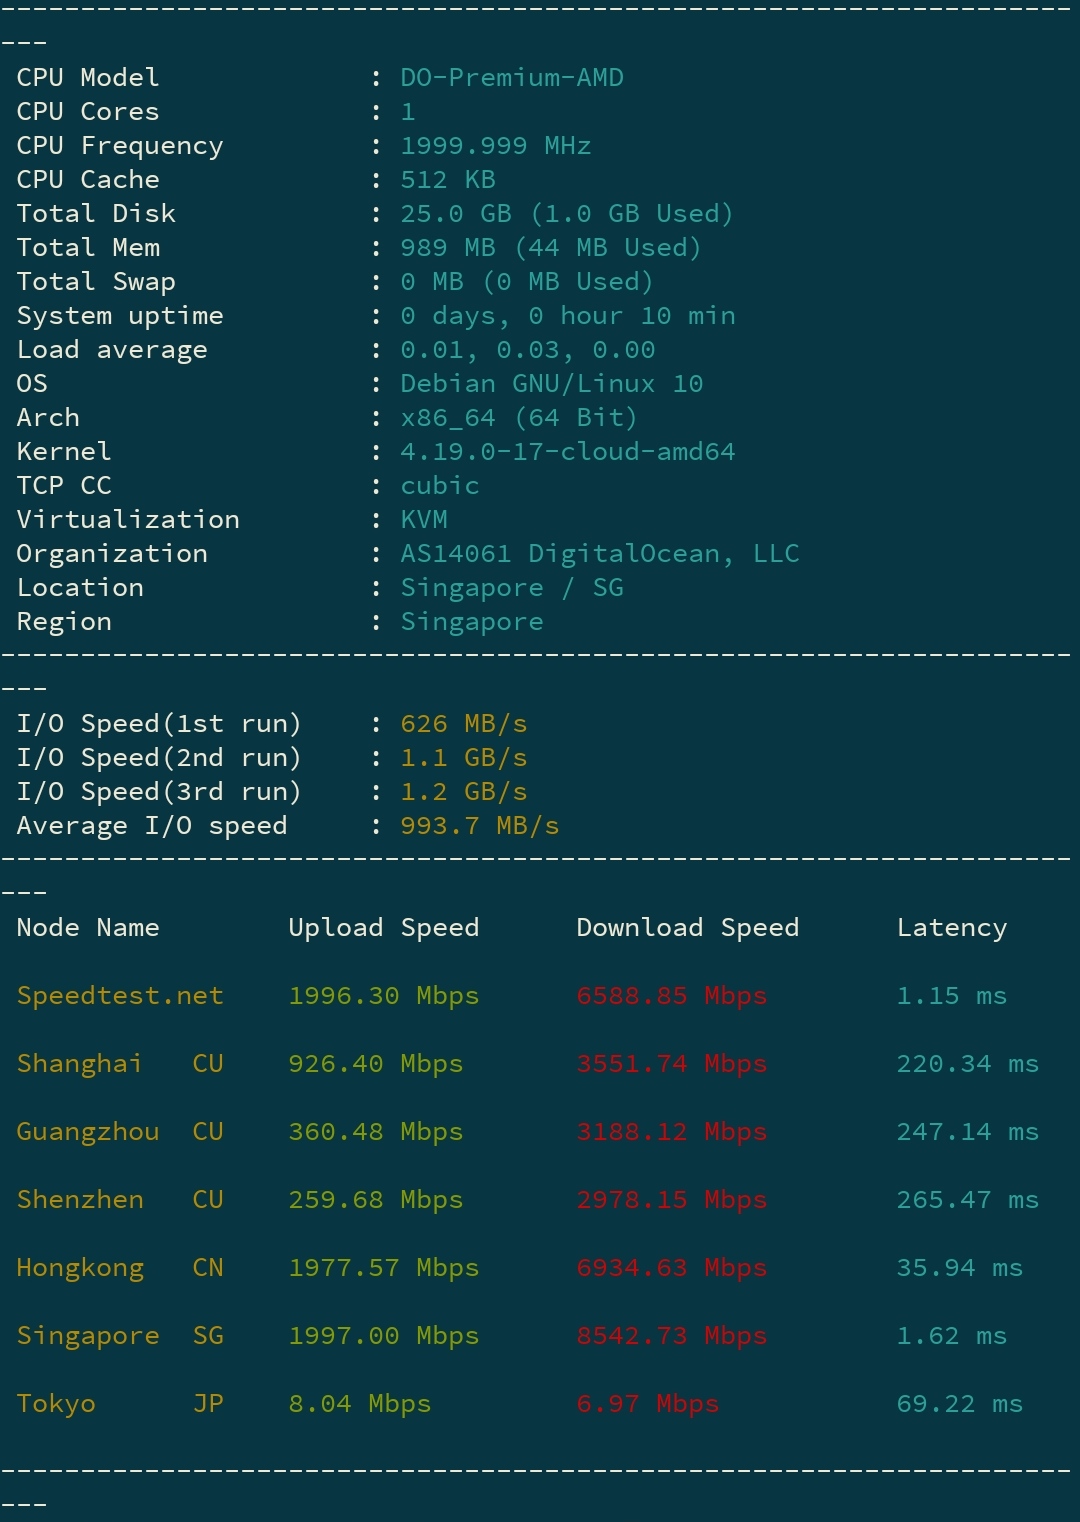 ----------------------------------------------------------------------
CPU Model : DO-Premium-AMD
CPU Cores : 1
CPU Frequency : 1999.999 MHz
CPU Cache : 512 KB
Total Disk : 25.0 GB (1.0 GB Used)
Total Mem : 989 MB (44 MB Used)
Total Swap : 0 MB (0 MB Used)
System uptime : 0 days, 0 hour 10 min
Load average : 0.01, 0.03, 0.00
OS : Debian GNU/Linux 10
Arch : x86_64 (64 Bit)
Kernel : 4.19.0-17-cloud-amd64
TCP CC : cubic
Virtualization : KVM
Organization : AS14061 DigitalOcean, LLC
Location : Singapore / SG
Region : Singapore
----------------------------------------------------------------------
I/O Speed(1st run) : 626 MB/s
I/O Speed(2nd run) : 1.1 GB/s
I/O Speed(3rd run) : 1.2 GB/s
Average I/O speed : 993.7 MB/s
----------------------------------------------------------------------
Node Name Upload Speed Download Speed Latency
Speedtest.net 1996.30 Mbps 6588.85 Mbps 1.15 ms
Shanghai CU 926.40 Mbps 3551.74 Mbps 220.34 ms
Guangzhou CU 360.48 Mbps 3188.12 Mbps 247.14 ms
Shenzhen CU 259.68 Mbps 2978.15 Mbps 265.47 ms
Hongkong CN 1977.57 Mbps 6934.63 Mbps 35.94 ms
Singapore SG 1997.00 Mbps 8542.73 Mbps 1.62 ms
Tokyo JP 8.04 Mbps 6.97 Mbps 69.22 ms
----------------------------------------------------------------------